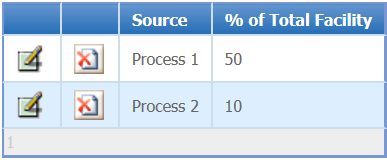 Source % of Total Facility
Process 1 50
Process 2 10
1